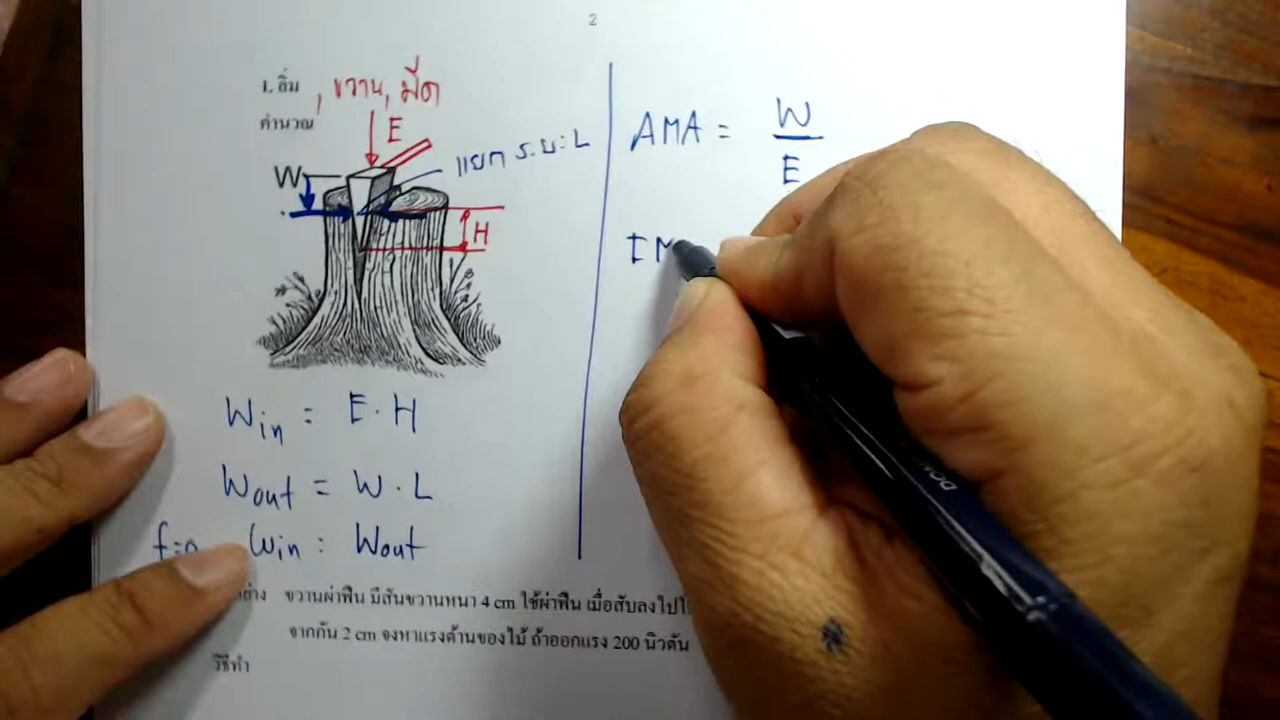 2
1. ลิ่ม , ขวาน, มีด
คำนวณ
E
แยก ระยะ L
W
H
AMA = W
E
IM
Win = E · H
Wout = W · L
f=0 Win = Wout
ขวานผ่าฟืน มีสันขวานหนา 4 cm ใช้ผ่าฟืน เมื่อสับลงไปใ
จากกัน 2 cm จงหาแรงต้านของไม้ ถ้าออกแรง 200 นิวตัน
วิธีทำ